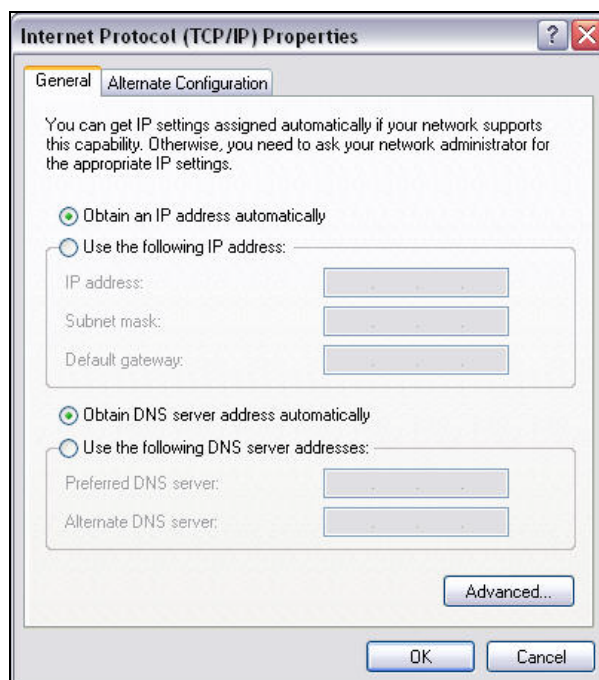 Internet Protocol (TCP/IP) Properties
General
Alternate Configuration
You can get IP settings assigned automatically if your network supports
this capability. Otherwise, you need to ask your network administrator for
the appropriate IP settings.
Obtain an IP address automatically
Use the following IP address:
IP address:
Subnet mask:
Default gateway:
Obtain DNS server address automatically
Use the following DNS server addresses:
Preferred DNS server:
Alternate DNS server:
Advanced...
OK
Cancel